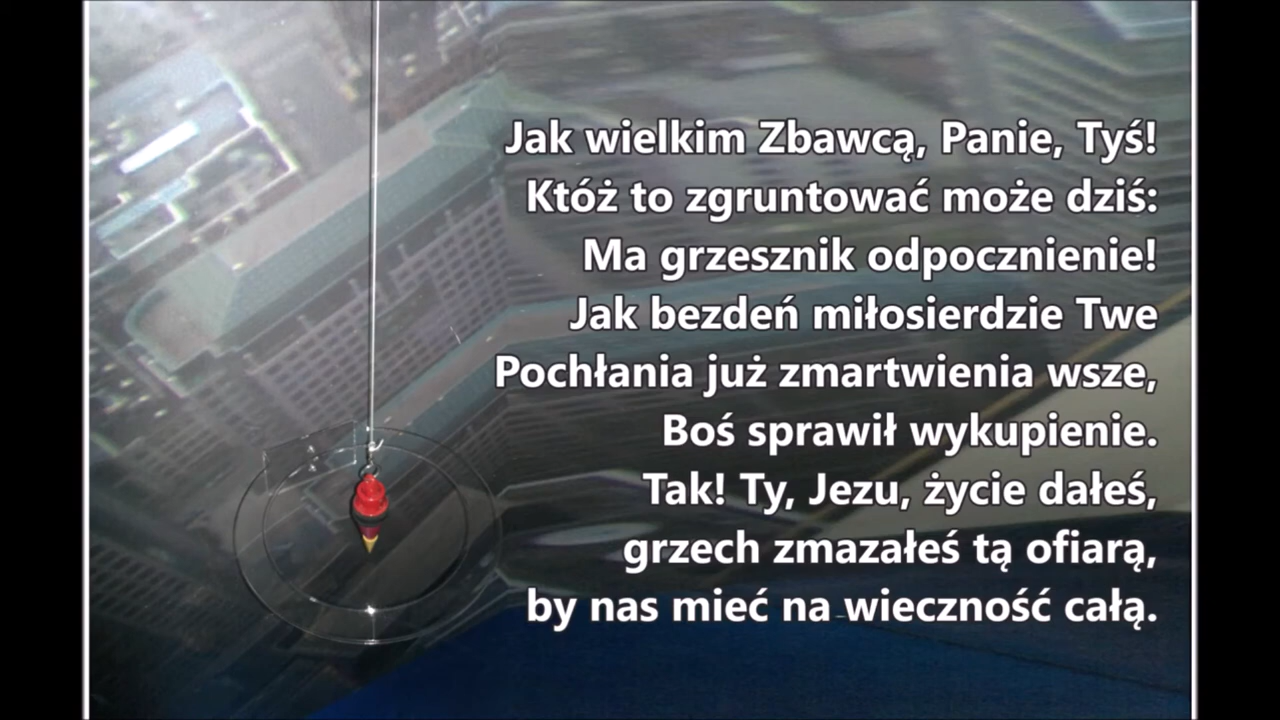 Jak wielkim Zbawcą, Panie, Tyś!
Któż to zgruntować może dziś:
Ma grzesznik odpocznienie!
Jak bezdeń miłosierdzie Twe
Pochłania już zmartwienia wsze,
Boś sprawił wykupienie.
Tak! Ty, Jezu, życie dałeś,
grzech zmazałeś tą ofiarą,
by nas mieć na wieczność całą.